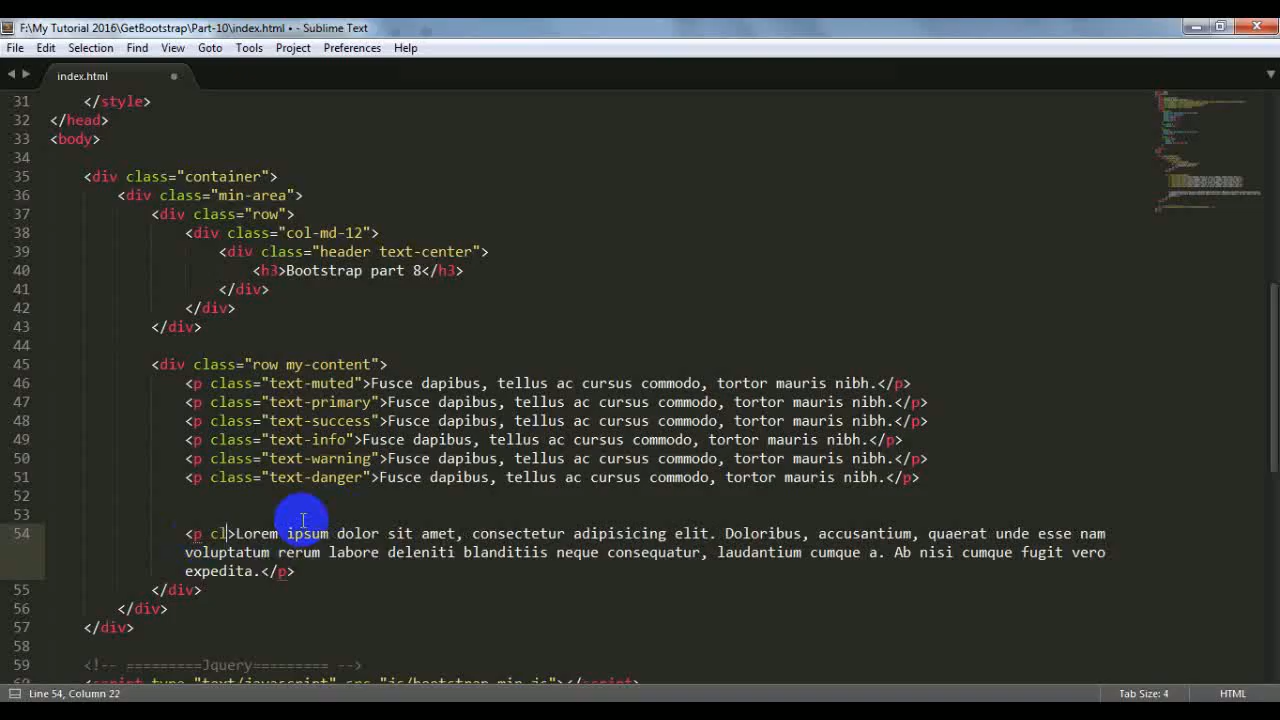 F:\My Tutorial 2016\GetBootstrap\Part-10\index.html • - Sublime Text
File Edit Selection Find View Goto Tools Project Preferences Help
index.html
31 </style>
32 </head>
33 <body>
34
35 <div class="container">
36 <div class="min-area">
37 <div class="row">
38 <div class="col-md-12">
39 <div class="header text-center">
40 <h3>Bootstrap part 8</h3>
41 </div>
42 </div>
43 </div>
44
45 <div class="row my-content">
46 <p class="text-muted">Fusce dapibus, tellus ac cursus commodo, tortor mauris nibh.</p>
47 <p class="text-primary">Fusce dapibus, tellus ac cursus commodo, tortor mauris nibh.</p>
48 <p class="text-success">Fusce dapibus, tellus ac cursus commodo, tortor mauris nibh.</p>
49 <p class="text-info">Fusce dapibus, tellus ac cursus commodo, tortor mauris nibh.</p>
50 <p class="text-warning">Fusce dapibus, tellus ac cursus commodo, tortor mauris nibh.</p>
51 <p class="text-danger">Fusce dapibus, tellus ac cursus commodo, tortor mauris nibh.</p>
52
53
54 <p cl>Lorem ipsum dolor sit amet, consectetur adipisicing elit. Doloribus, accusantium, quaerat unde esse nam
voluptatum rerum labore deleniti blanditiis neque consequatur, laudantium cumque a. Ab nisi cumque fugit vero
expedita.</p>
55 </div>
56 </div>
57 </div>
58
59 <!-- =========Jquery========= -->
<script type "text/javascript" src "js/bootstrap min js"></script>
Line 54, Column 22 Tab Size: 4 HTML